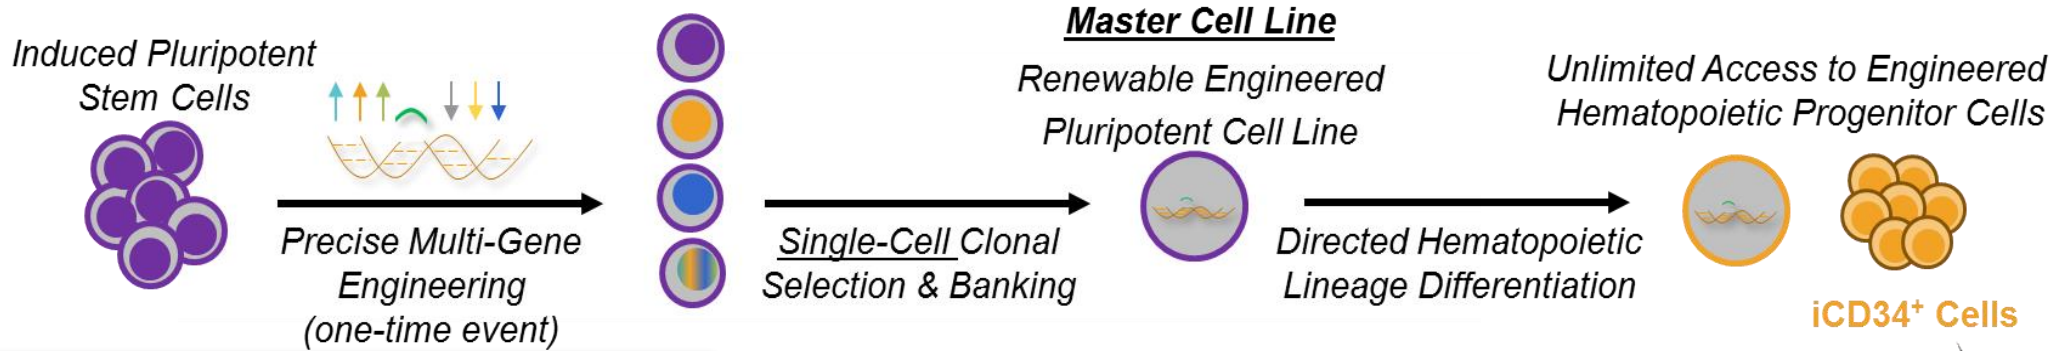 Induced Pluripotent
Stem Cells
Precise Multi-Gene
Engineering
(one-time event)
Single-Cell Clonal
Selection & Banking
Master Cell Line
Renewable Engineered
Pluripotent Cell Line
Directed Hematopoietic
Lineage Differentiation
Unlimited Access to Engineered
Hematopoietic Progenitor Cells
iCD34+ Cells